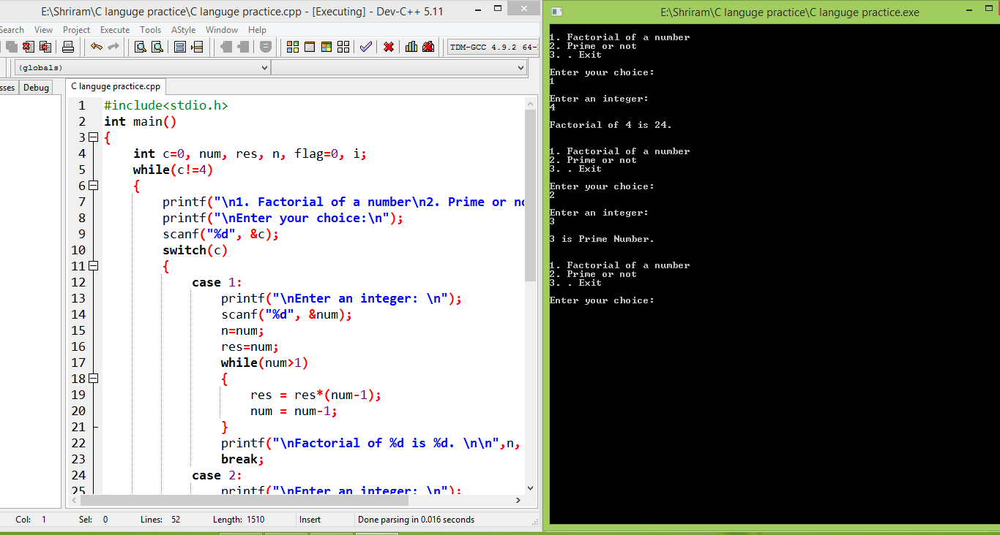 E:\Shriram\C languge practice\C languge practice.cpp - [Executing] - Dev-C++ 5.11
Search View Project Execute Tools AStyle Window Help
TDM-GCC 4.9.2 64-
(globals)
sses Debug
C languge practice.cpp
1 #include<stdio.h>
2 int main()
3 {
4 int c=0, num, res, n, flag=0, i;
5 while(c!=4)
6 {
7 printf("\n1. Factorial of a number\n2. Prime or no
8 printf("\nEnter your choice:\n");
9 scanf("%d", &c);
10 switch(c)
11 {
12 case 1:
13 printf("\nEnter an integer: \n");
14 scanf("%d", &num);
15 n=num;
16 res=num;
17 while(num>1)
18 {
19 res = res*(num-1);
20 num = num-1;
21 }
22 printf("\nFactorial of %d is %d. \n\n",n,
23 break;
24 case 2:
25 printf("\nEnter an integer: \n");
Col: 1 Sel: 0 Lines: 52 Length: 1510 Insert Done parsing in 0.016 seconds
E:\Shriram\C languge practice\C languge practice.exe
1. Factorial of a number
2. Prime or not
3. . Exit
Enter your choice:
1
Enter an integer:
4
Factorial of 4 is 24.
1. Factorial of a number
2. Prime or not
3. . Exit
Enter your choice:
2
Enter an integer:
3
3 is Prime Number.
1. Factorial of a number
2. Prime or not
3. . Exit
Enter your choice: